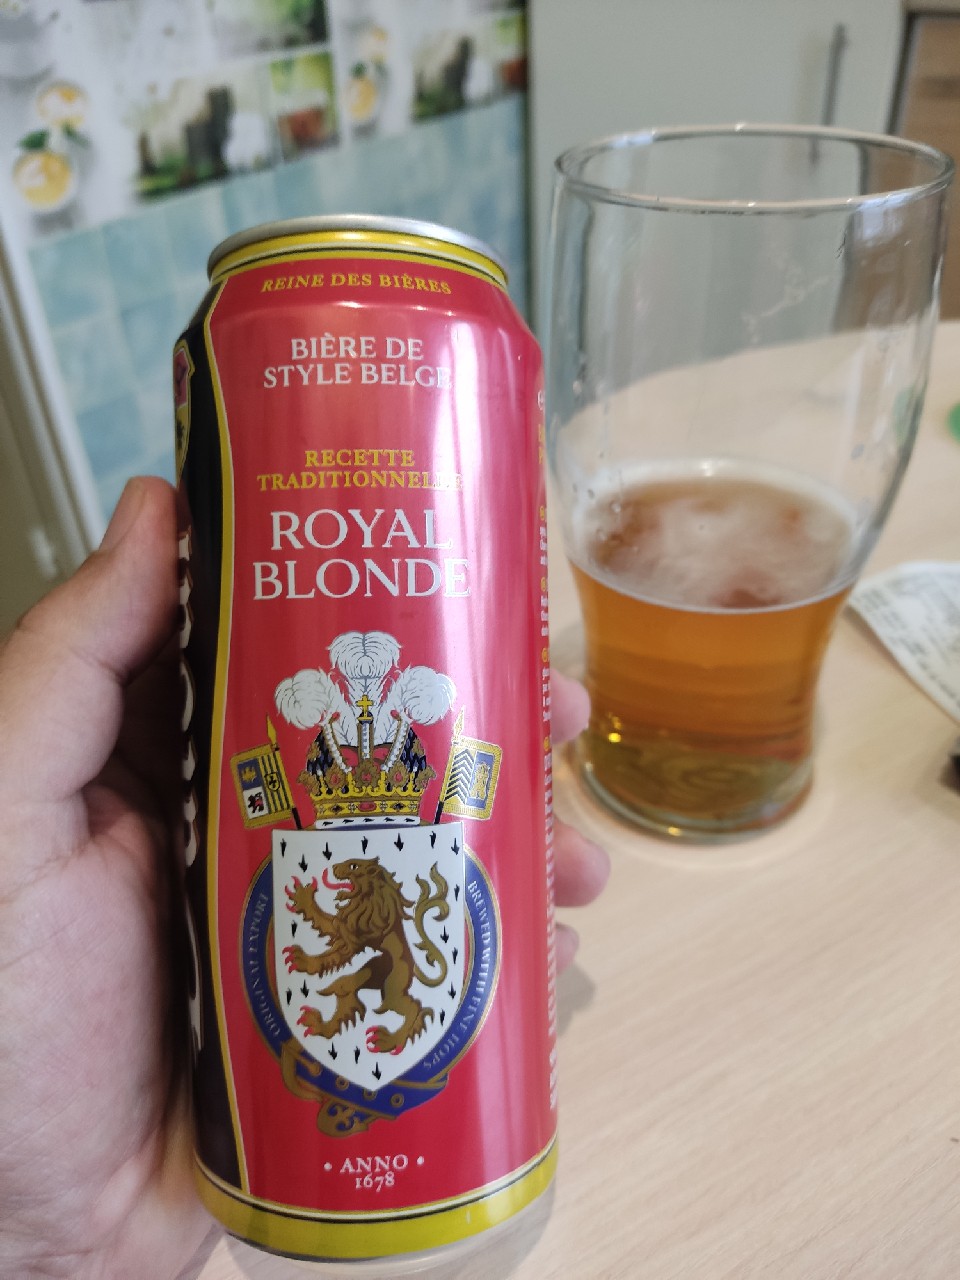 REINE DES BIÈRES
BIÈRE DE
STYLE BELGE
RECETTE
TRADITIONNELLE
ROYAL
BLONDE
ORIGINAL EXPORT
BREWED WITH FINE HOPS
• ANNO •
1678